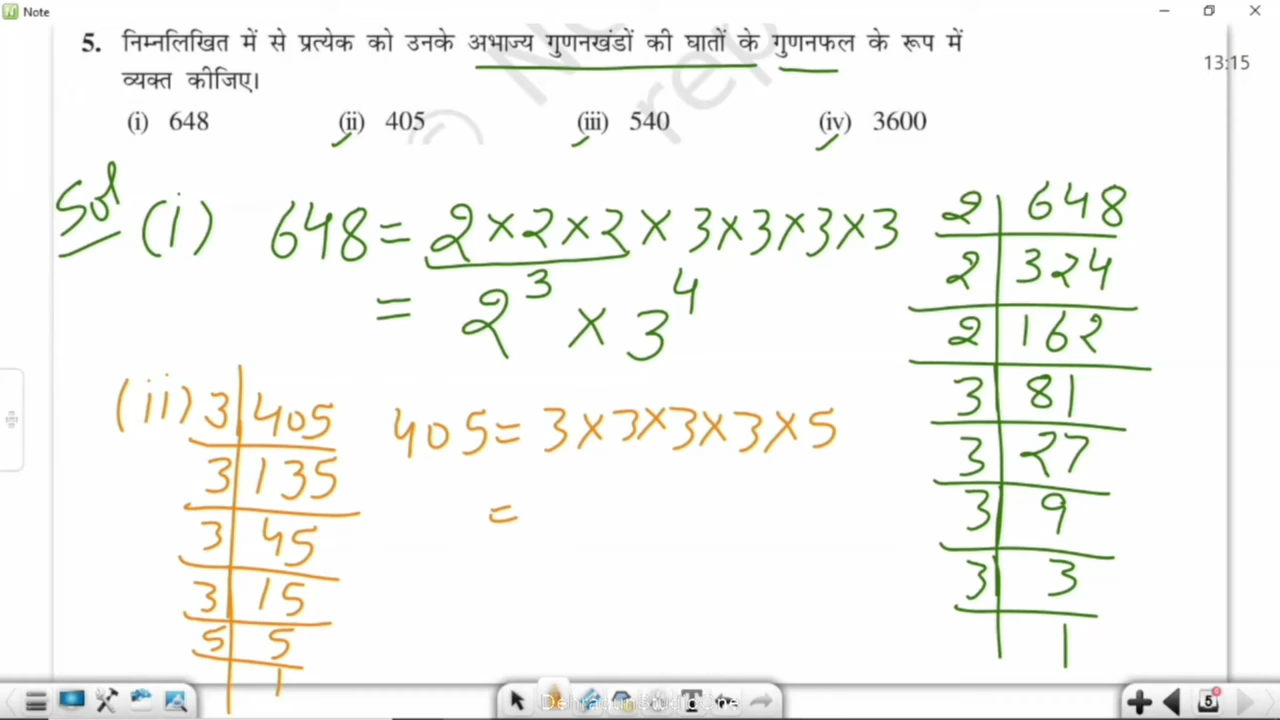 Note
5. निम्नलिखित में से प्रत्येक को उनके अभाज्य गुणनखंडों की घातों के गुणनफल के रूप में
व्यक्त कीजिए।
13:15
(i) 648 (ii) 405 (iii) 540 (iv) 3600
Sol (i) 648 = 2×2×2×3×3×3×3
= 2³ × 3⁴
2 | 648
2 | 324
2 | 162
3 | 81
3 | 27
3 | 9
3 | 3
1
(ii) 3 | 405
3 | 135
3 | 45
3 | 15
5 | 5
1
405 = 3×3×3×3×5
=
DehradunStudioOne
5